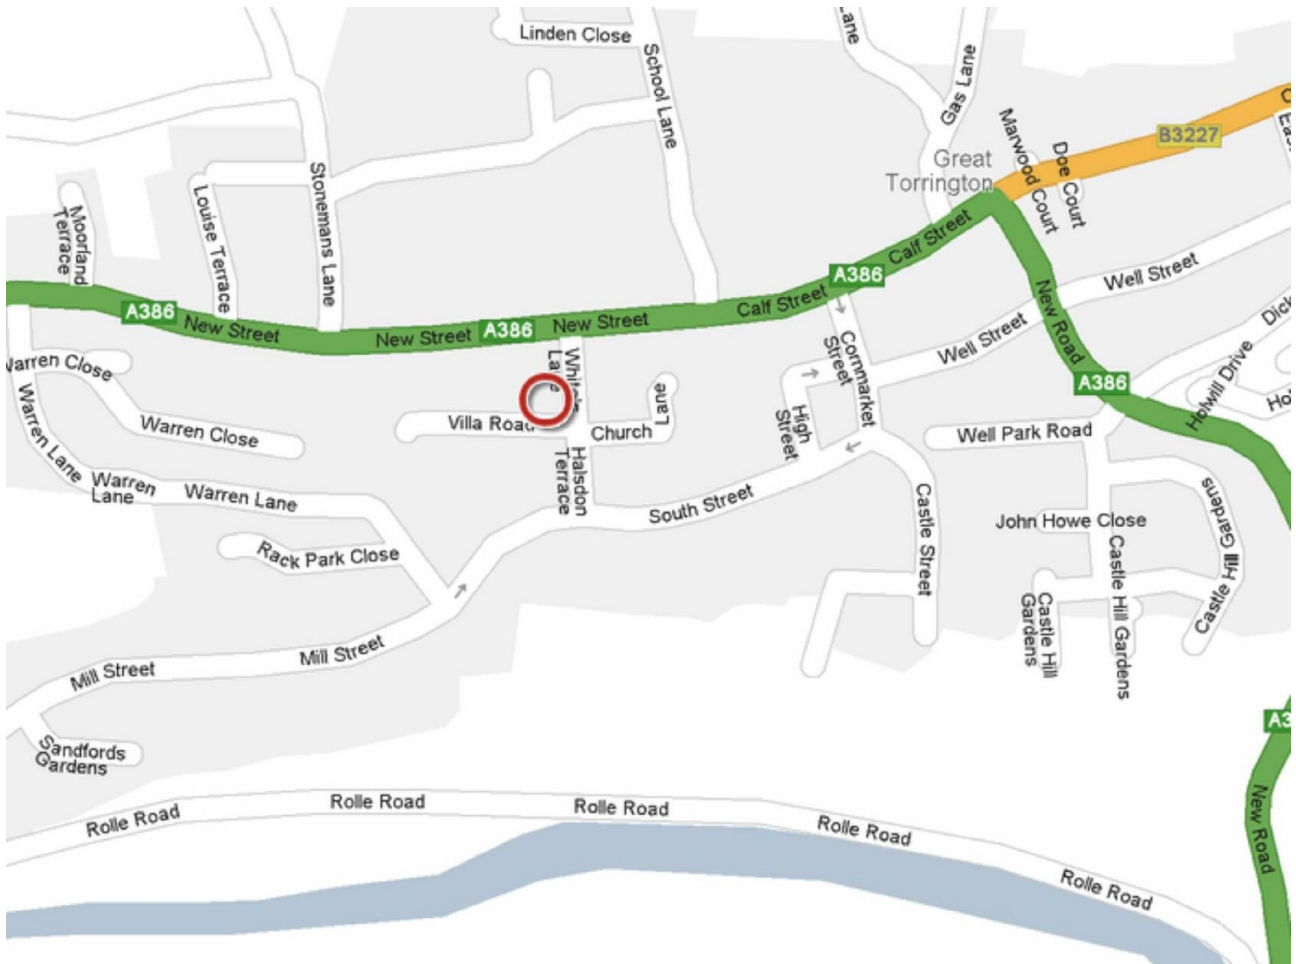 Linden Close
School Lane
Lane
Gas Lane
Marwood Court
Doe Court
B3227
Great
Torrington
Stonemans Lane
Louise Terrace
Moorland
Terrace
A386
New Street
New Street
A386
New Street
Calf Street
A386
Calf Street
New Road
Well Street
Well Street
Cornmarket
Street
High
Street
A386
Holwill Drive
Warren Close
Warren Close
Warren Lane
Warren
Lane
Warren Lane
Villa Road
Lane
Church
Lane
Halsdon
Terrace
South Street
Well Park Road
Castle Street
John Howe Close
Castle Hill Gardens
Castle Hill
Gardens
Castle Hill Gardens
Rack Park Close
Mill Street
Mill Street
Sandfords
Gardens
Rolle Road
Rolle Road
Rolle Road
Rolle Road
Rolle Road
New Road